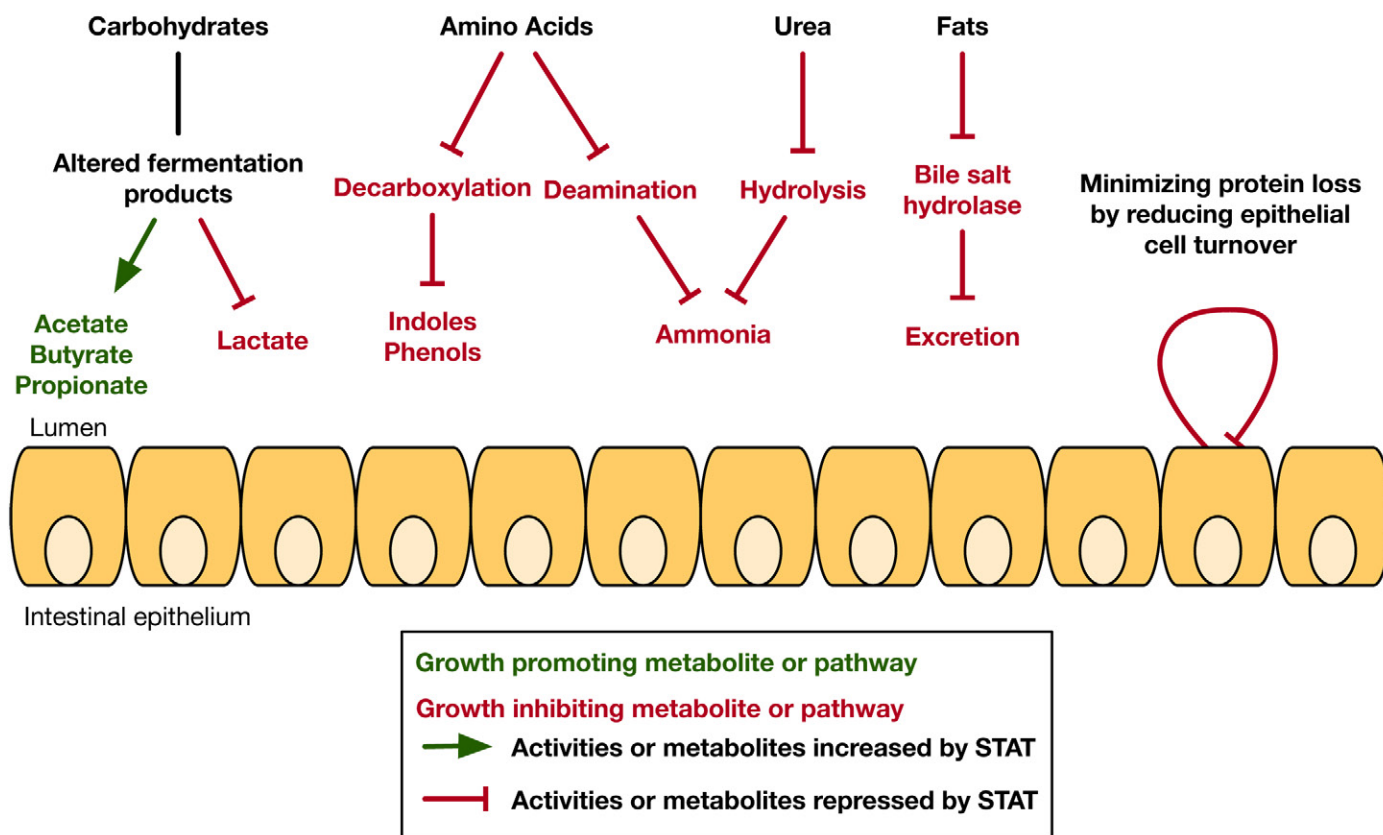 Carbohydrates
Amino Acids
Urea
Fats
Altered fermentation
products
Decarboxylation
Deamination
Hydrolysis
Bile salt
hydrolase
Minimizing protein loss
by reducing epithelial
cell turnover
Acetate
Butyrate
Propionate
Lactate
Indoles
Phenols
Ammonia
Excretion
Lumen
Intestinal epithelium
Growth promoting metabolite or pathway
Growth inhibiting metabolite or pathway
Activities or metabolites increased by STAT
Activities or metabolites repressed by STAT